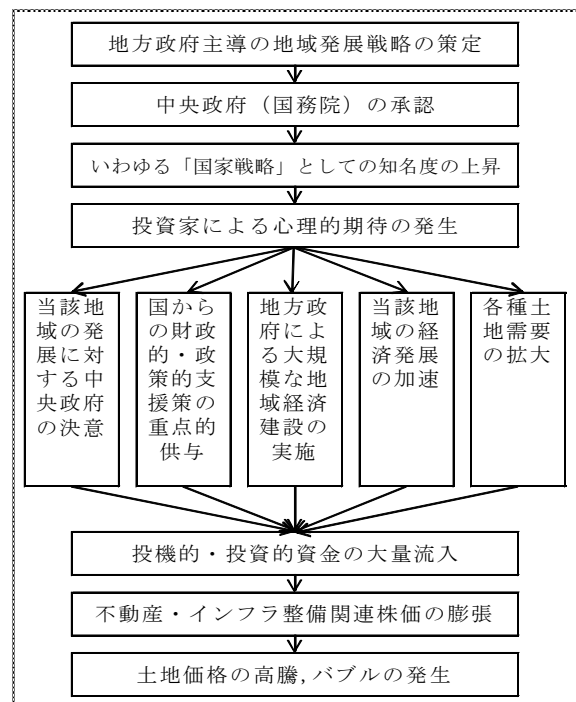 地方政府主導の地域発展戦略の策定
中央政府（国務院）の承認
いわゆる「国家戦略」としての知名度の上昇
投資家による心理的期待の発生
当該地
域の発
展に対
する中
央政府
の決意
国から
の財政
的・政
策的支
援策の
重点的
供与
地方政
府によ
る大規
模な地
域経済
建設の
実施
当該地
域の経
済発展
の加速
各種土
地需要
の拡大
投機的・投資的資金の大量流入
不動産・インフラ整備関連株価の膨張
土地価格の高騰,バブルの発生